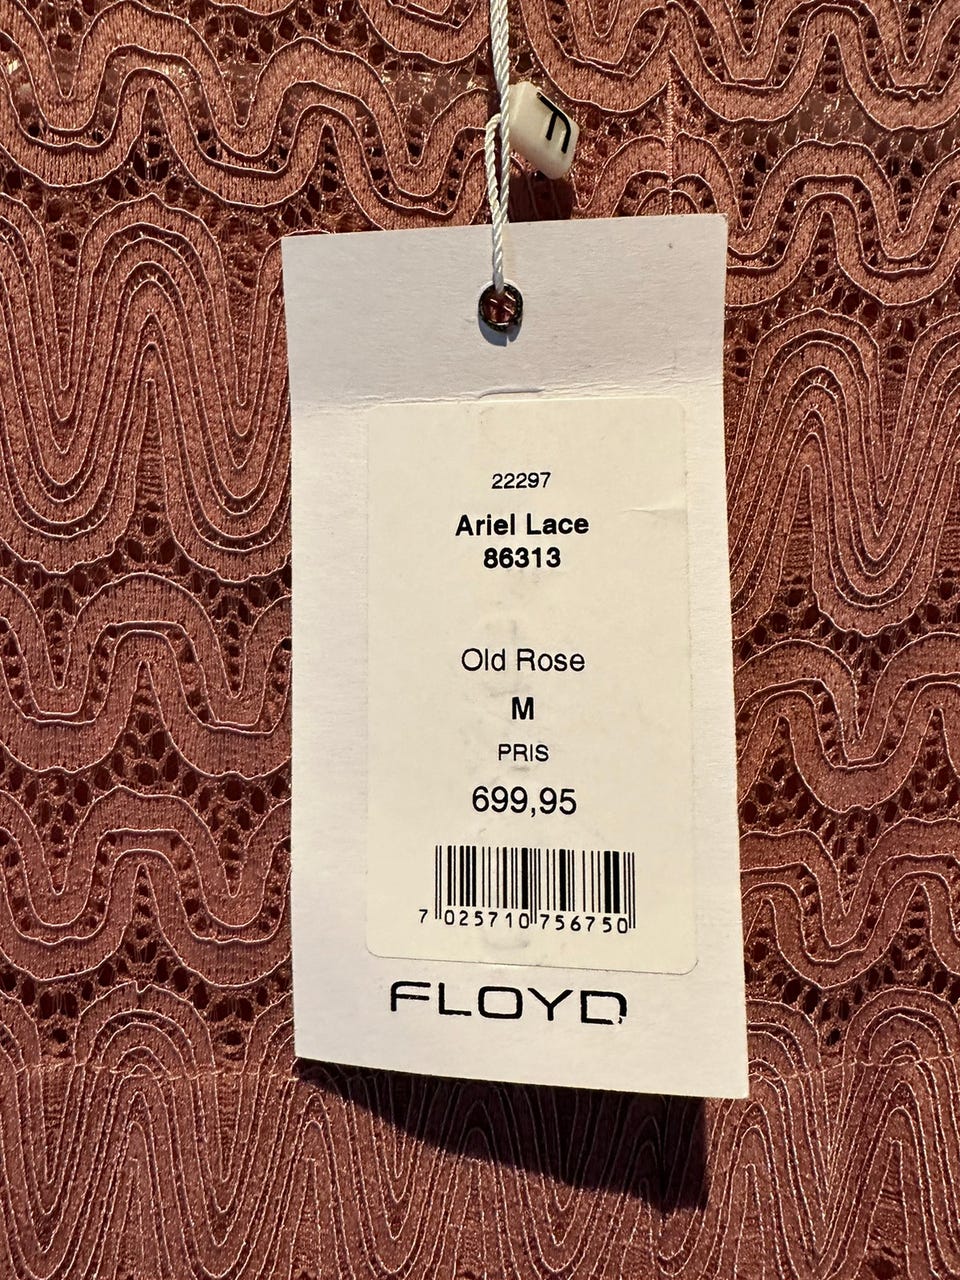 F
22297
Ariel Lace
86313
Old Rose
M
PRIS
699,95
7 025710 756750
FLOYD